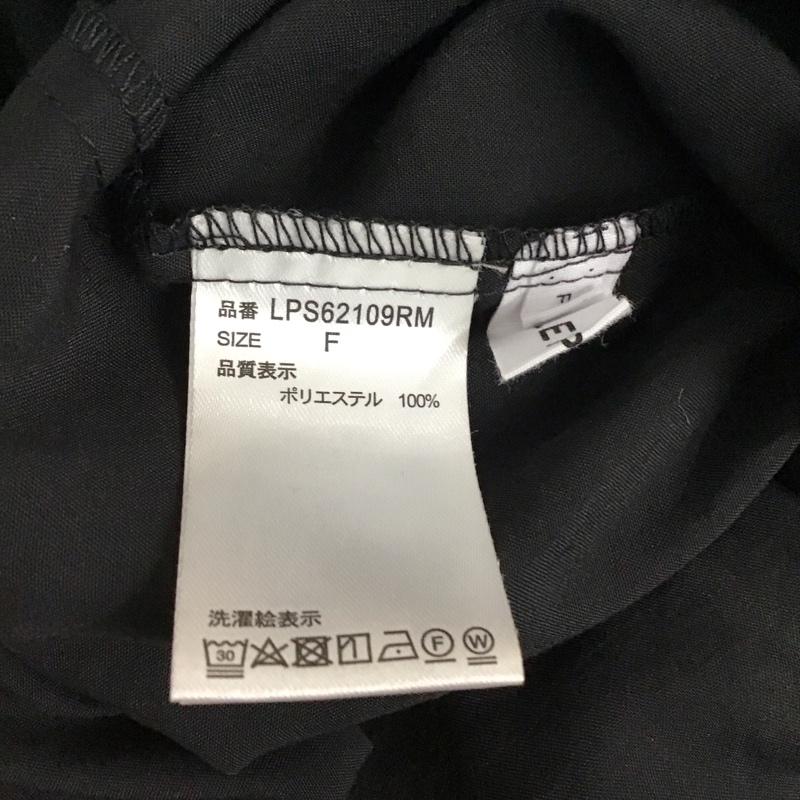 品番 LPS62109RM
SIZE F
品質表示
ポリエステル 100%
洗濯絵表示
30 F W
F